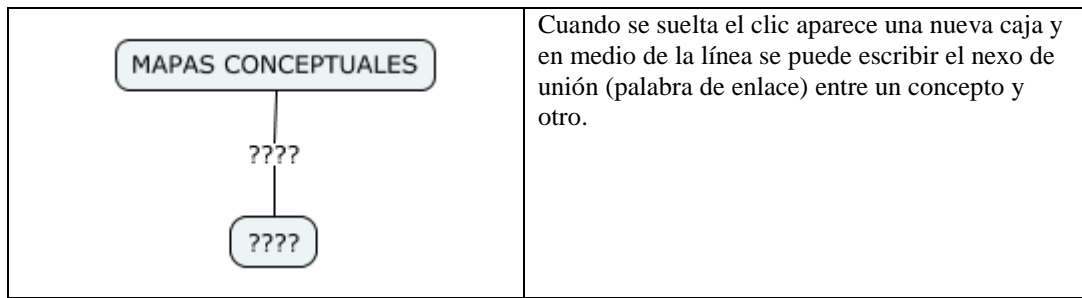 MAPAS CONCEPTUALES
????
????
Cuando se suelta el clic aparece una nueva caja y
en medio de la línea se puede escribir el nexo de
unión (palabra de enlace) entre un concepto y
otro.